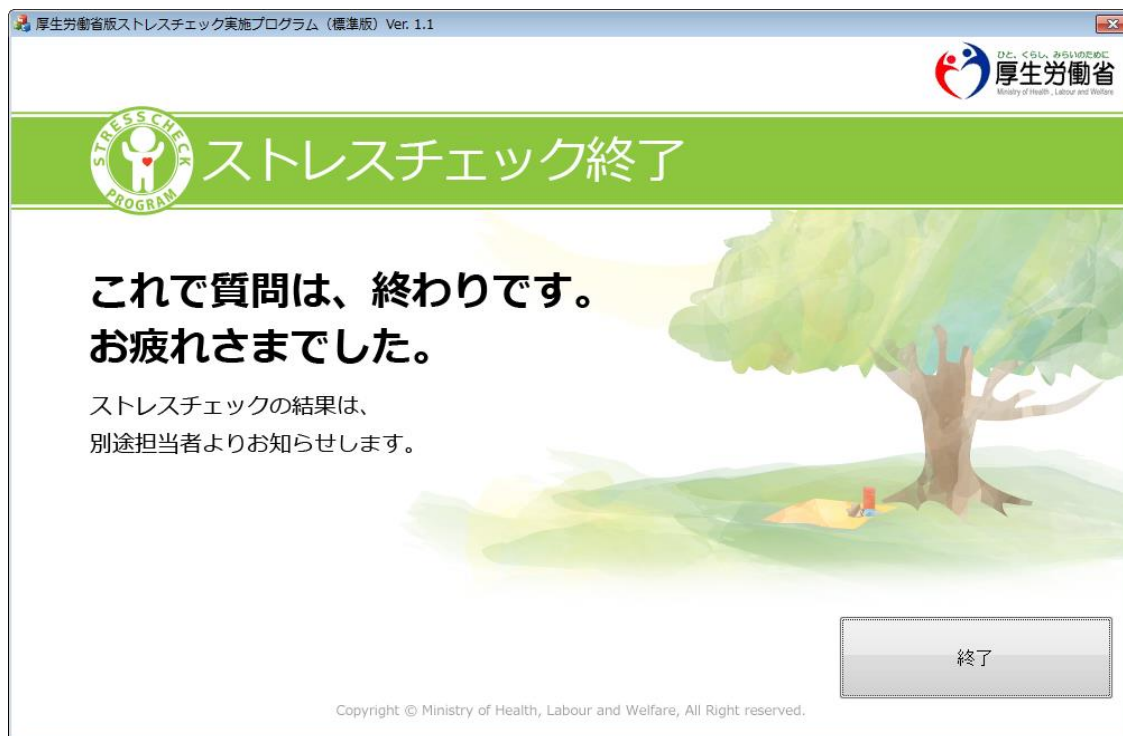 厚生労働省版ストレスチェック実施プログラム（標準版）Ver. 1.1
ひと、くらし、みらいのために
厚生労働省
Ministry of Health, Labour and Welfare
STRESS CHECK
PROGRAM
ストレスチェック終了
これで質問は、終わりです。
お疲れさまでした。
ストレスチェックの結果は、
別途担当者よりお知らせします。
終了
Copyright © Ministry of Health, Labour and Welfare, All Right reserved.